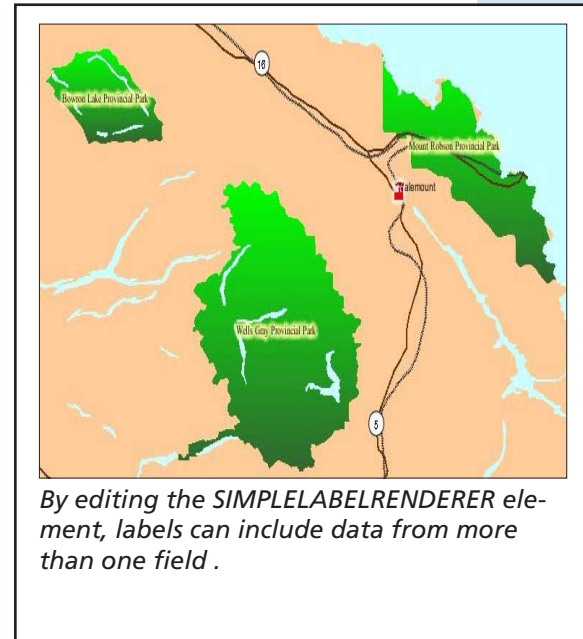 16
Bowron Lake Provincial Park
Mount Robson Provincial Park
Valemount
Wells Gray Provincial Park
5
By editing the SIMPLELABELRENDERER ele-
ment, labels can include data from more
than one field .